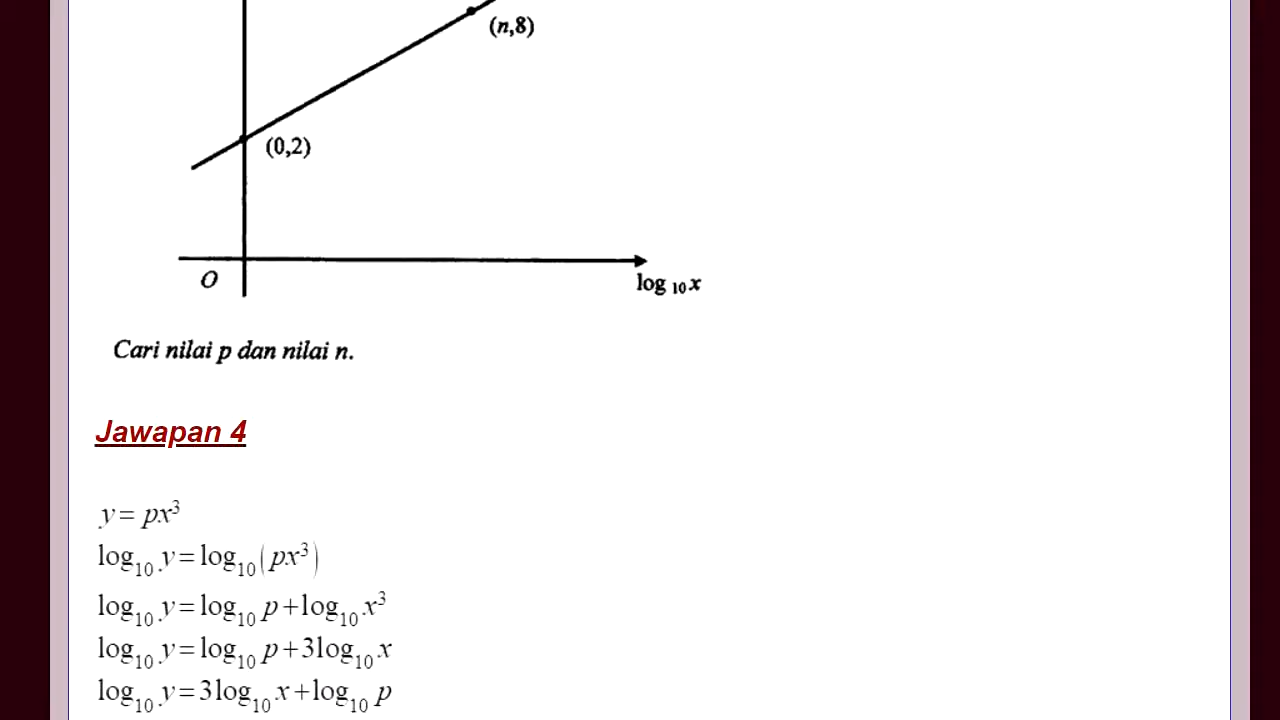 (n,8)
(0,2)
O
log ₁₀ x
Cari nilai p dan nilai n.
Jawapan 4
y = px³
log₁₀ y = log₁₀ (px³)
log₁₀ y = log₁₀ p + log₁₀ x³
log₁₀ y = log₁₀ p + 3log₁₀ x
log₁₀ y = 3log₁₀ x + log₁₀ p